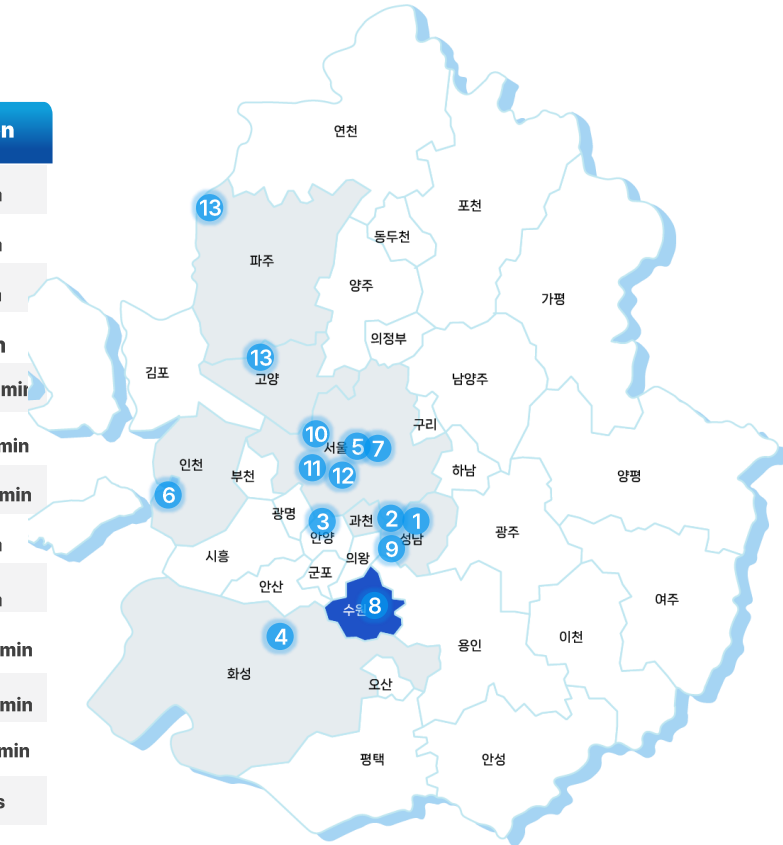 n
min
min
min
min
min
min
s
연천
포천
13
동두천
파주
양주
가평
의정부
13
고양
김포
남양주
구리
10
서울
5
7
인천
부천
11
12
하남
양평
6
광명
3
안양
과천
2
1
성남
9
광주
시흥
의왕
군포
안산
수원
8
여주
4
용인
이천
화성
오산
평택
안성